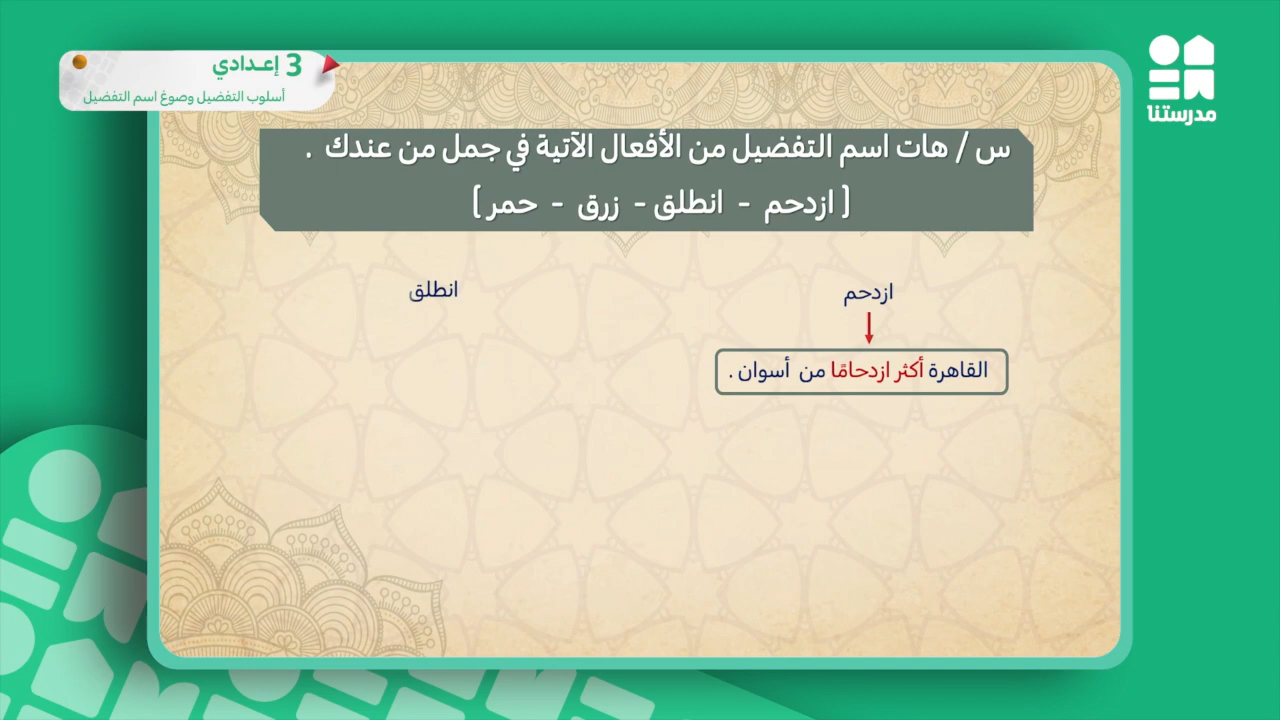 3 إعـدادي
أسلوب التفضيل وصوغ اسم التفضيل
مدرستنا
س / هات اسم التفضيل من الأفعال الآتية في جمل من عندك .
[ ازدحم - انطلق - زرق - حمر ]
ازدحم
انطلق
القاهرة أكثر ازدحامًا من أسوان .